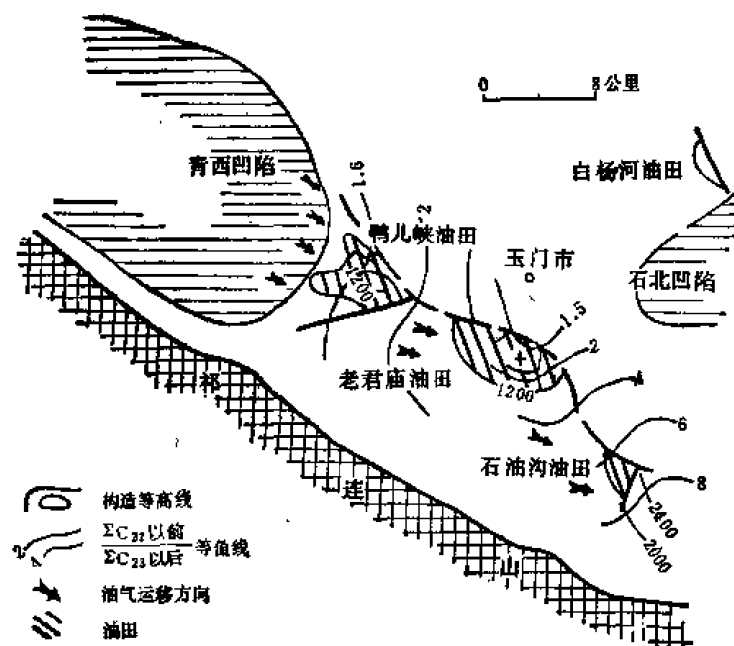 0 8公里
青西凹陷
1.6
2
白杨河油田
鸭儿峡油田
玉门市
石北凹陷
1200
1.5
2
老君庙油田
1200
4
祁
6
石油沟油田
8
连
2400
2000
山
构造等高线
2
4
ΣC22以前
ΣC23以后
等值线
油气运移方向
油田